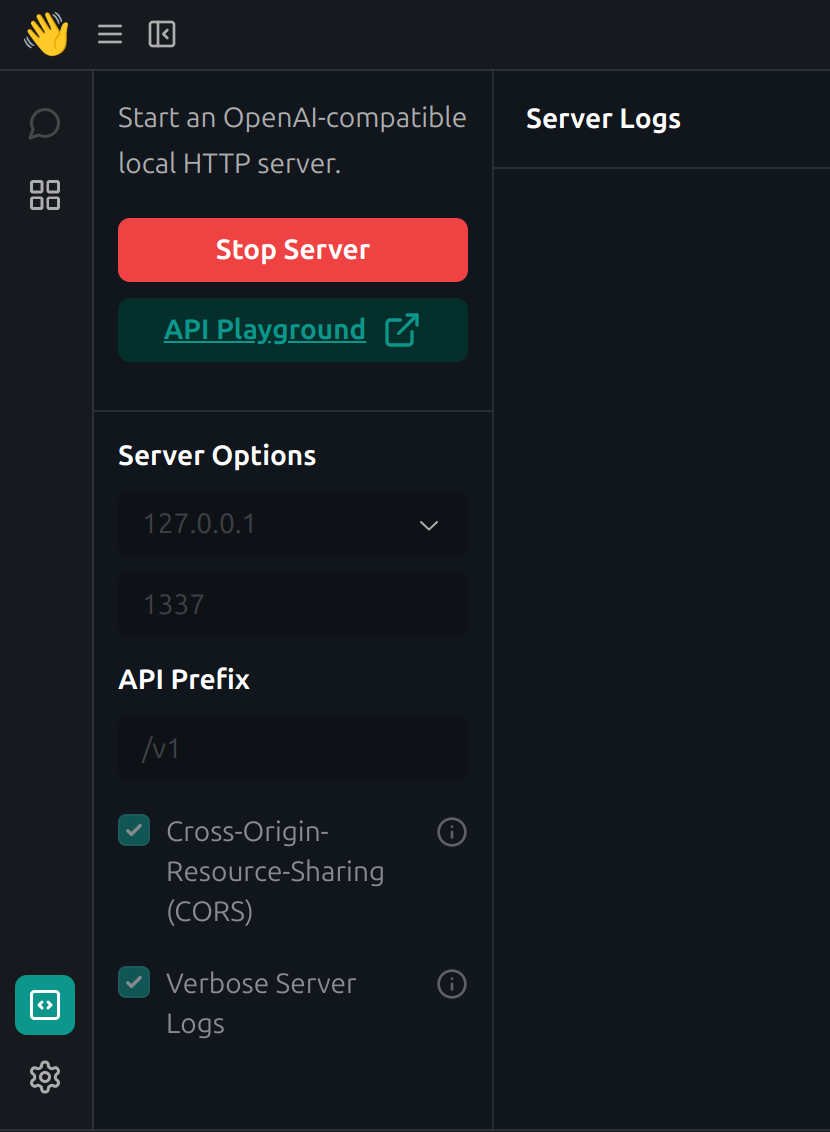 Start an OpenAI-compatible
local HTTP server.
Stop Server
API Playground
Server Options
127.0.0.1
1337
API Prefix
/v1
Cross-Origin-
Resource-Sharing
(CORS)
Verbose Server
Logs
Server Logs